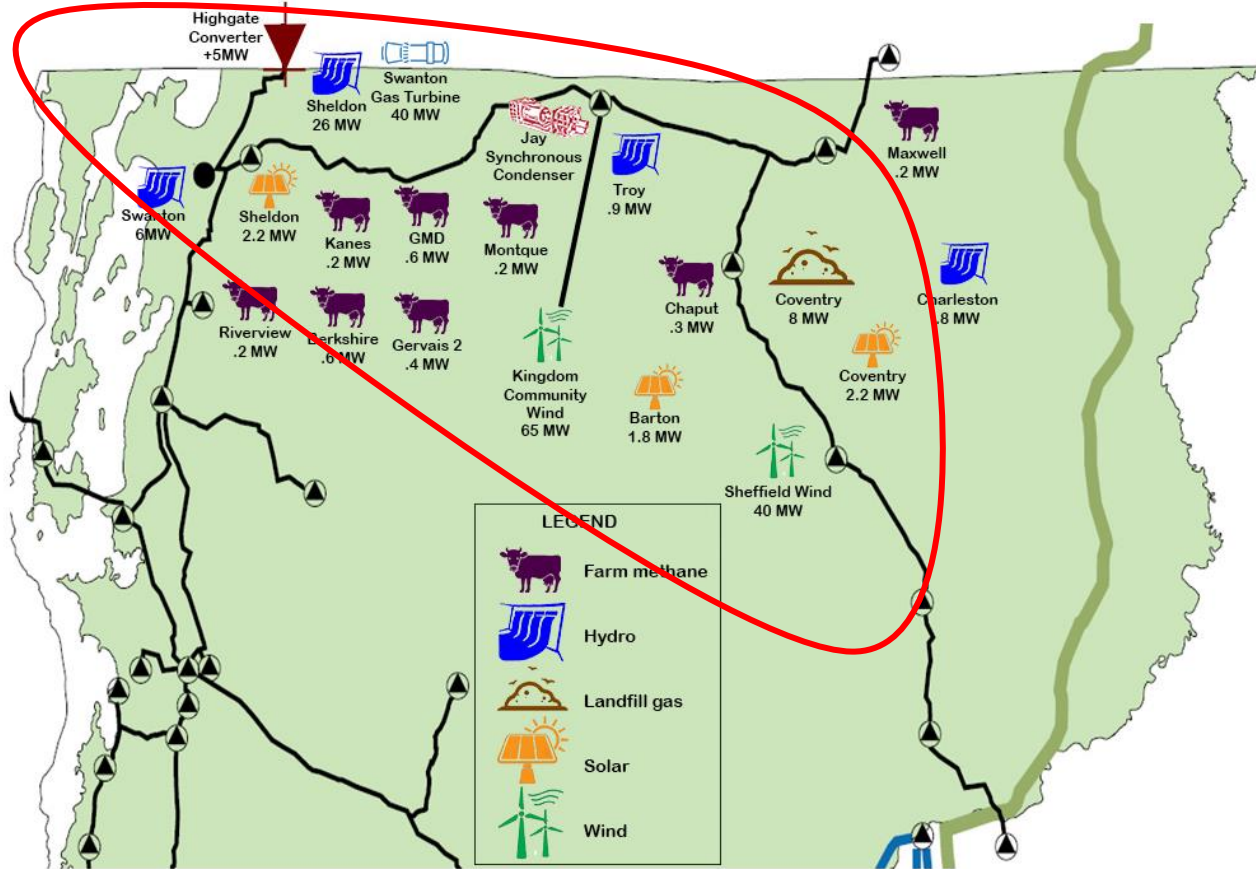 Highgate
Converter
+5MW
Sheldon
26 MW
Swanton
Gas Turbine
40 MW
Jay
Synchronous
Condenser
Troy
.9 MW
Maxwell
.2 MW
Swanton
6MW
Sheldon
2.2 MW
Kanes
.2 MW
GMD
.6 MW
Montque
.2 MW
Chaput
.3 MW
Coventry
8 MW
Charleston
.8 MW
Riverview
.2 MW
Berkshire
.6 MW
Gervais 2
.4 MW
Kingdom
Community
Wind
65 MW
Barton
1.8 MW
Coventry
2.2 MW
Sheffield Wind
40 MW
LEGEND
Farm methane
Hydro
Landfill gas
Solar
Wind